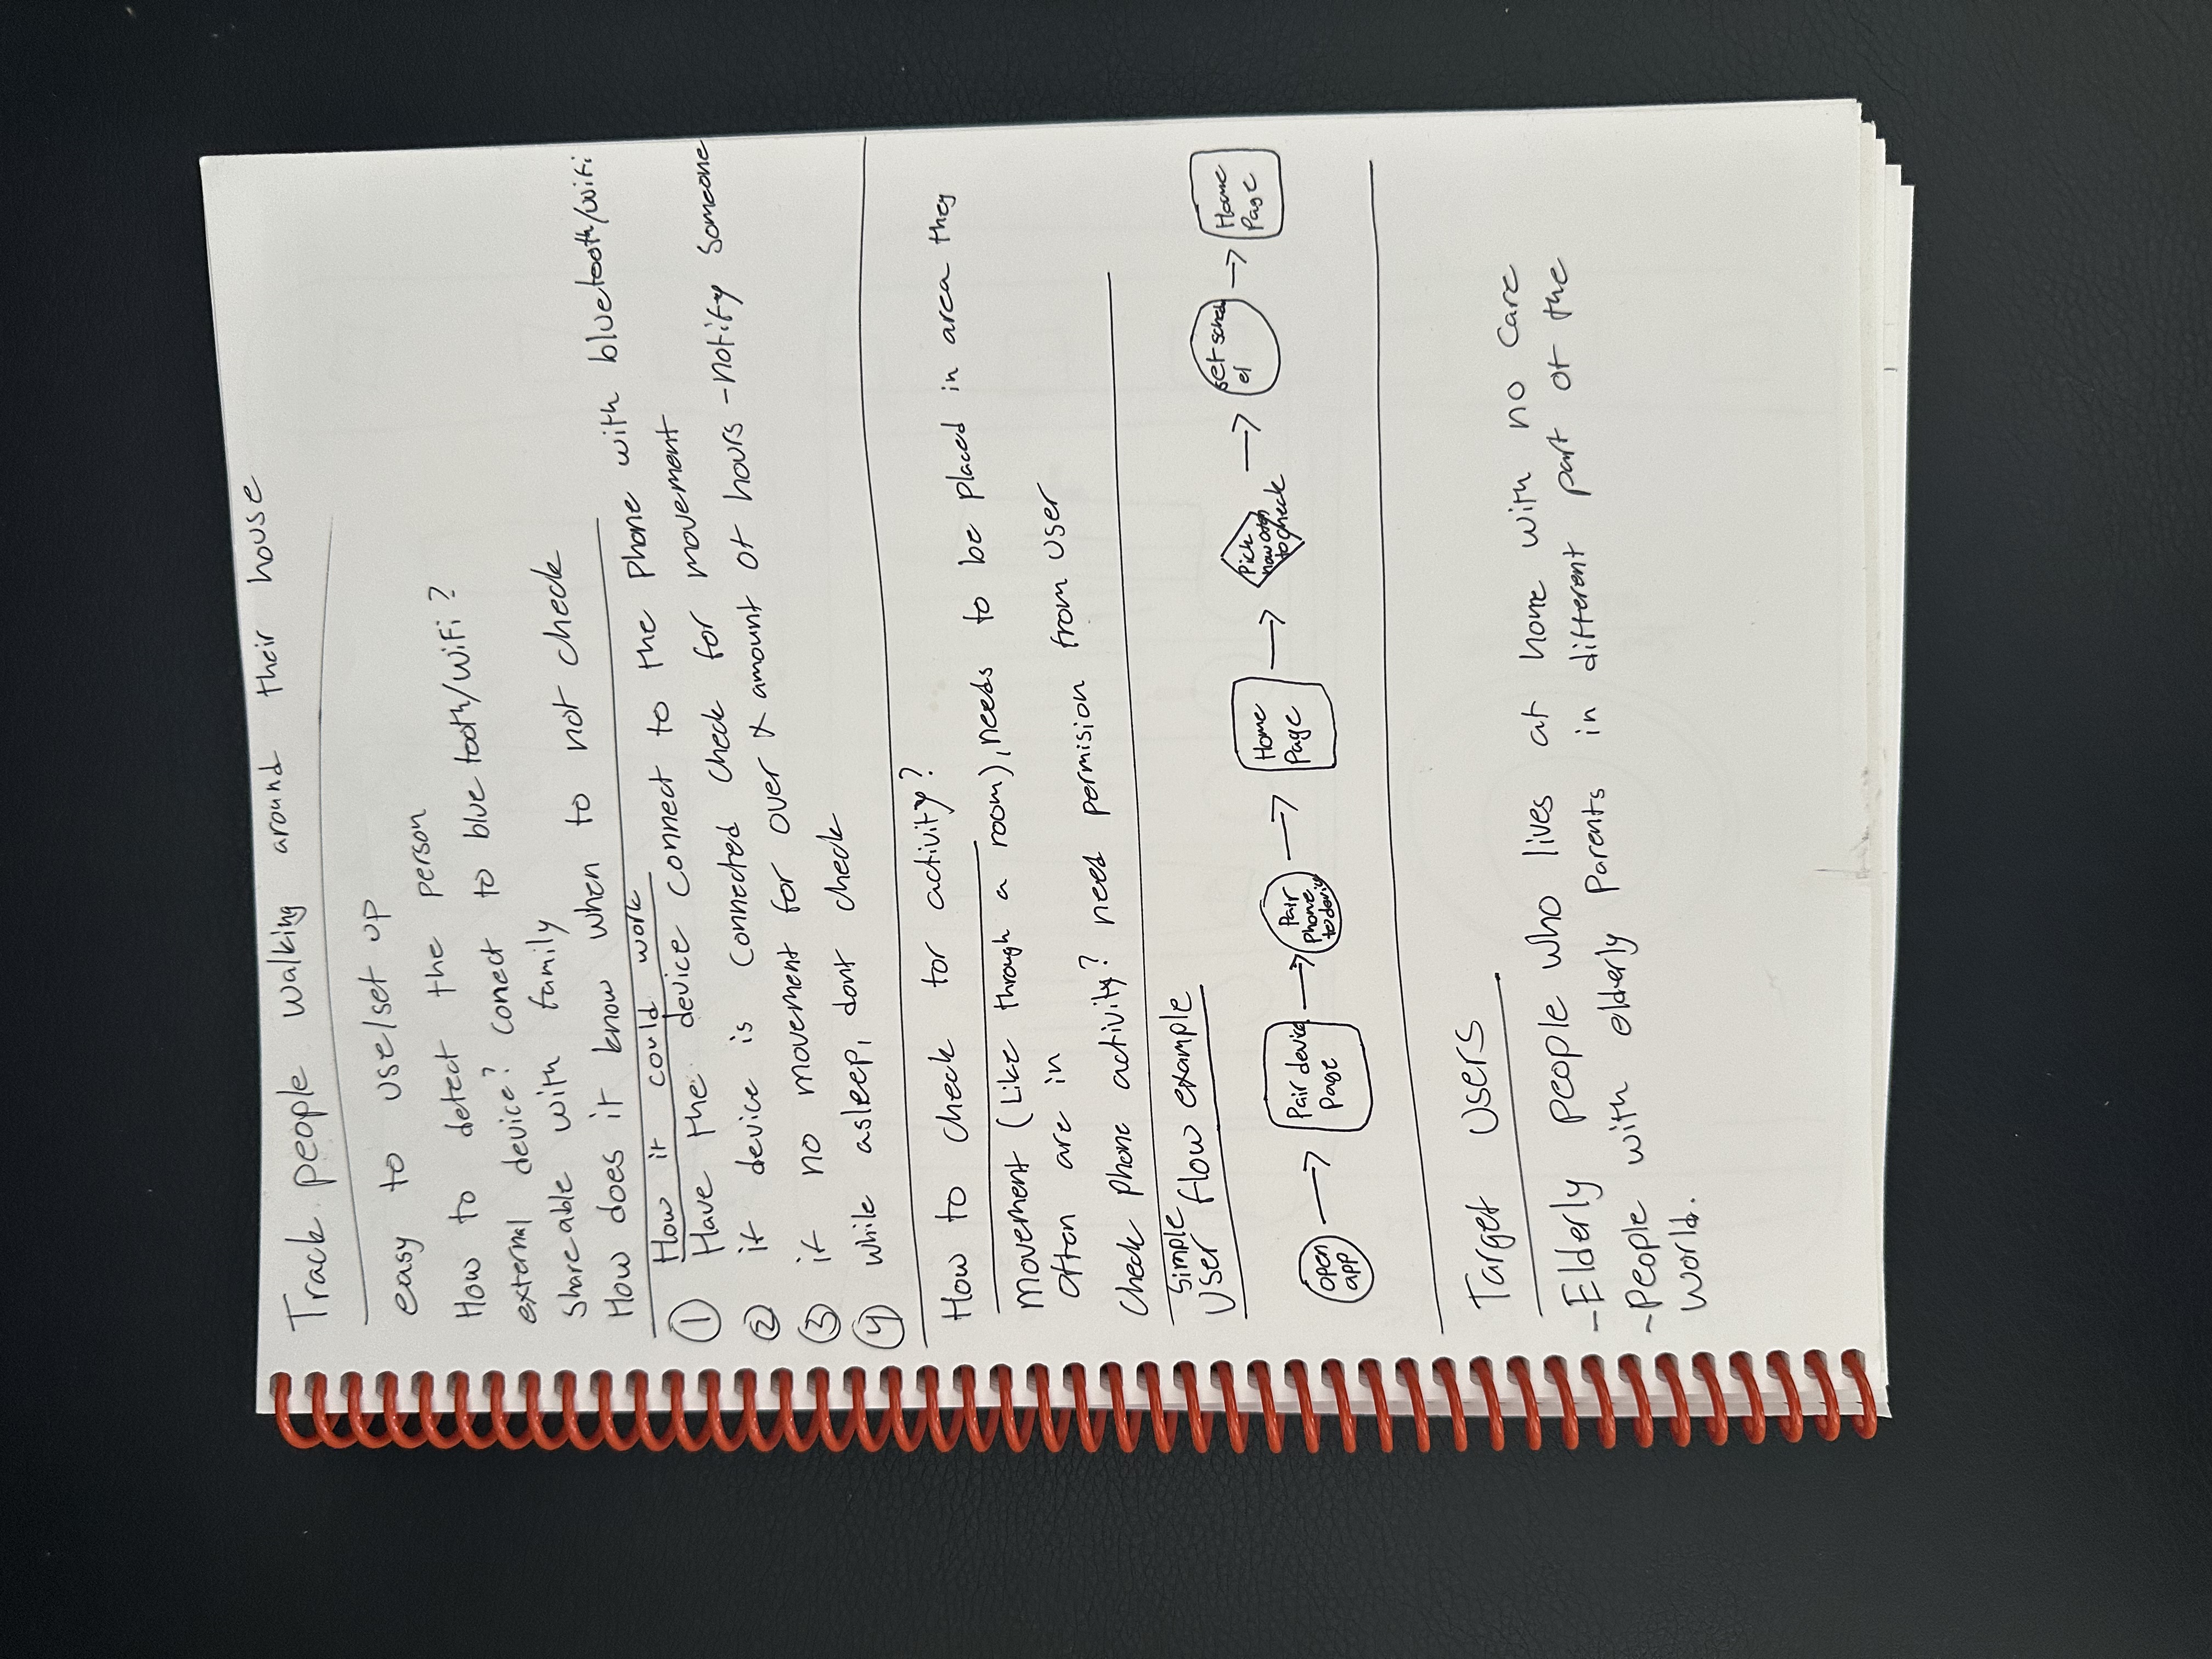 Track people walking around their house
easy to use/set up
How to detect the person
external device? conect to blue tooth/wifi?
shareable with family
How does it know when to not check
How it could work
① Have the device connect to the phone with bluetooth/wifi
② if device is connected check for movement
③ if no movement for over x amount of hours - notify someone
④ while asleep, dont check
How to check for activity?
movement (Like through a room), needs to be placed in area they
often are in
check phone activity? need permision from user
simple
User flow example
open
app
Pair device
Page
Pair
phone
to device
Home
Page
Pick
how often
to check
set sched
el
Home
Page
Target Users
- Elderly people who lives at home with no care
- People with elderly parents in different part of the
world.